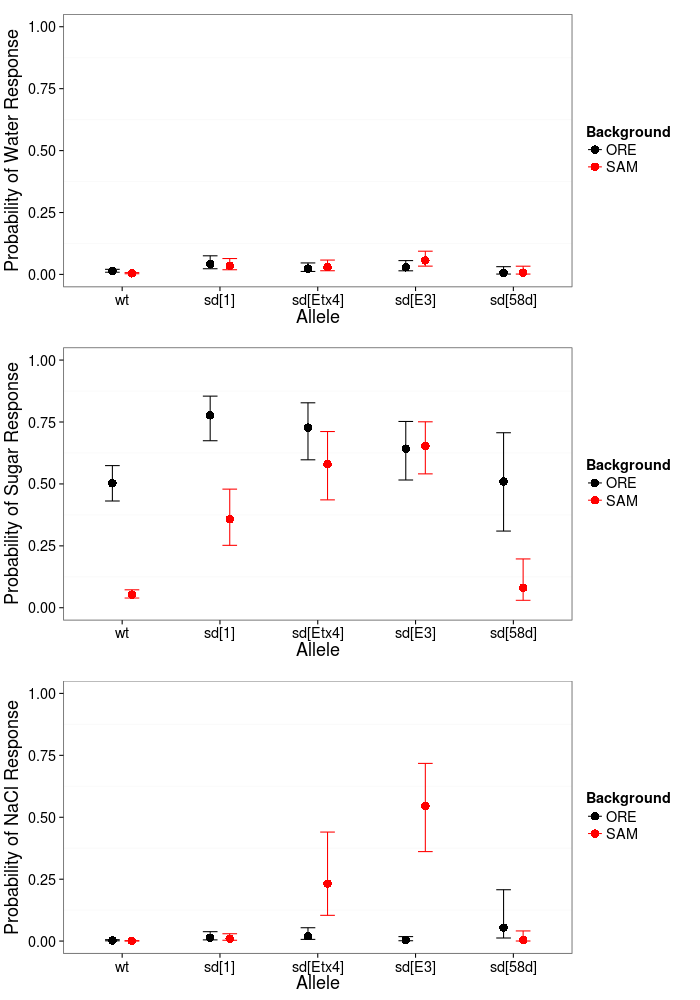 Probability of Water Response
1.00
0.75
0.50
0.25
0.00
wt sd[1] sd[Etx4] sd[E3] sd[58d]
Allele
Background
ORE
SAM
Probability of Sugar Response
1.00
0.75
0.50
0.25
0.00
wt sd[1] sd[Etx4] sd[E3] sd[58d]
Allele
Background
ORE
SAM
Probability of NaCl Response
1.00
0.75
0.50
0.25
0.00
wt sd[1] sd[Etx4] sd[E3] sd[58d]
Allele
Background
ORE
SAM